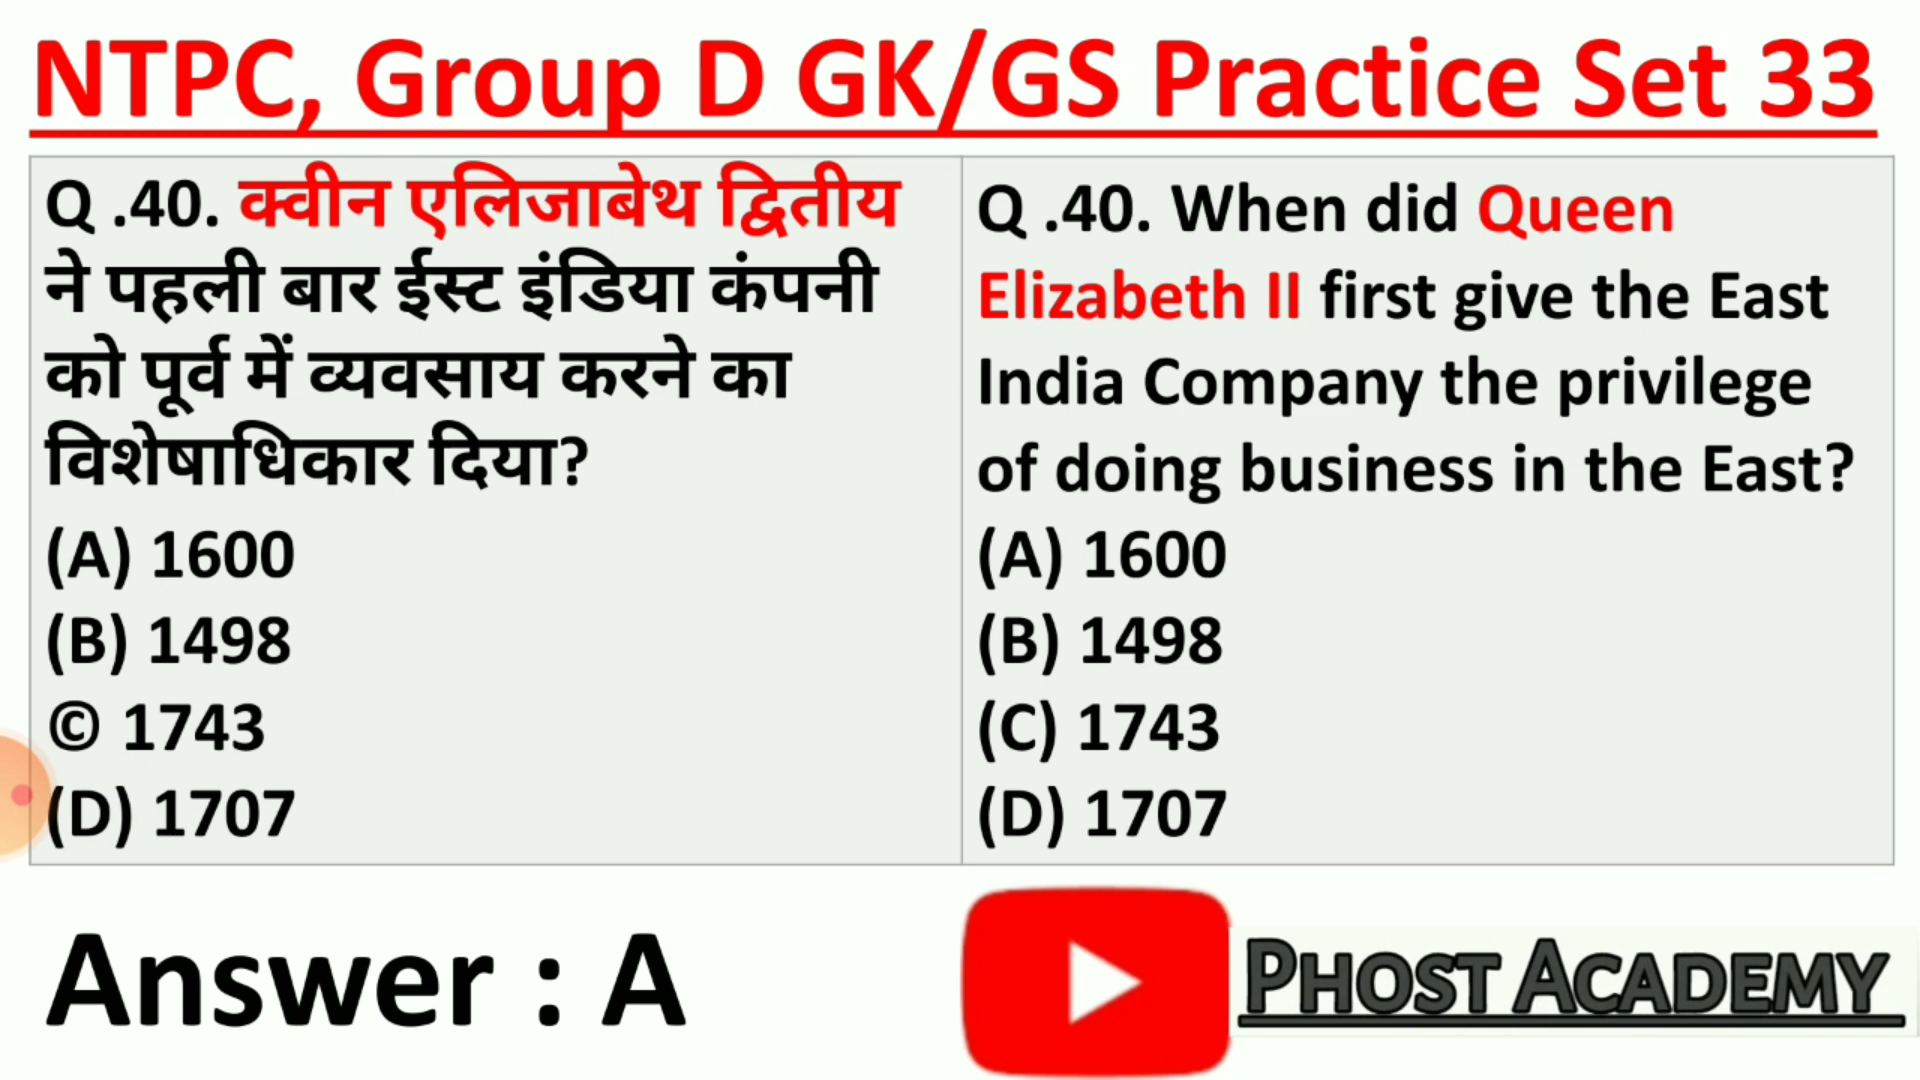 NTPC, Group D GK/GS Practice Set 33
Q .40. क्वीन एलिजाबेथ द्वितीय
ने पहली बार ईस्ट इंडिया कंपनी
को पूर्व में व्यवसाय करने का
विशेषाधिकार दिया?
(A) 1600
(B) 1498
© 1743
(D) 1707
Q .40. When did Queen
Elizabeth II first give the East
India Company the privilege
of doing business in the East?
(A) 1600
(B) 1498
(C) 1743
(D) 1707
Answer : A
PHOST ACADEMY